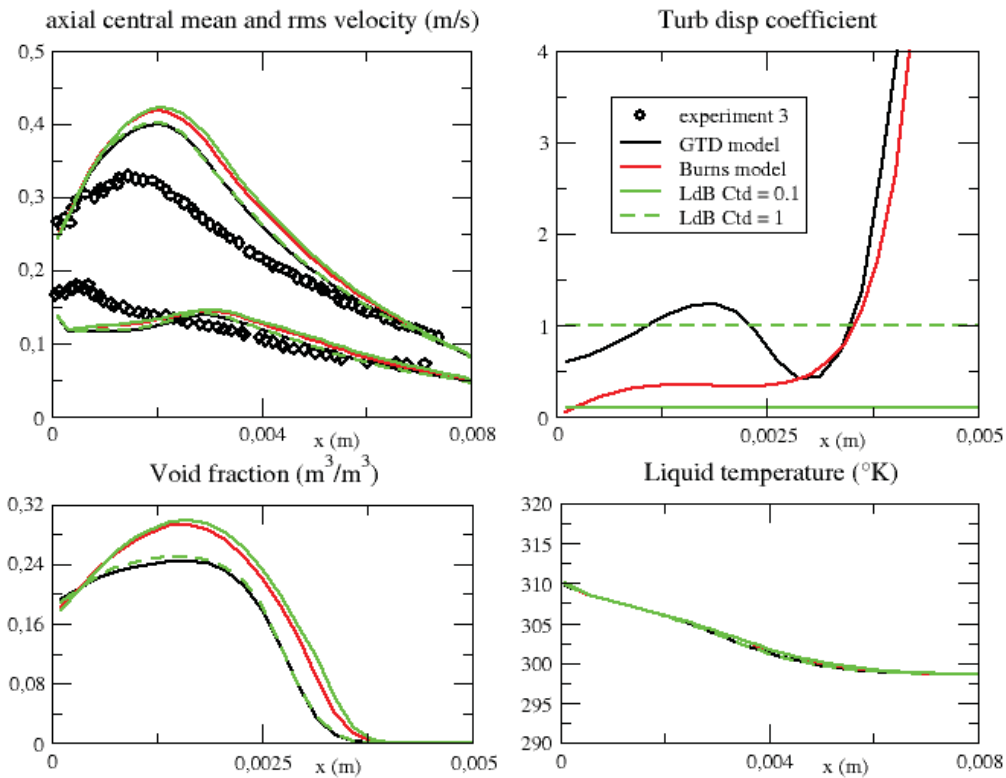 axial central mean and rms velocity (m/s)
0,5
0,4
0,3
0,2
0,1
0
0
0,004
0,008
x (m)
Turb disp coefficient
4
3
2
1
0
0
0,0025
0,005
x (m)
experiment 3
GTD model
Burns model
LdB Ctd = 0.1
LdB Ctd = 1
Void fraction (m³/m³)
0,32
0,24
0,16
0,08
0
0
0,0025
0,005
x (m)
Liquid temperature (°K)
320
315
310
305
300
295
290
0
0,004
0,008
x (m)